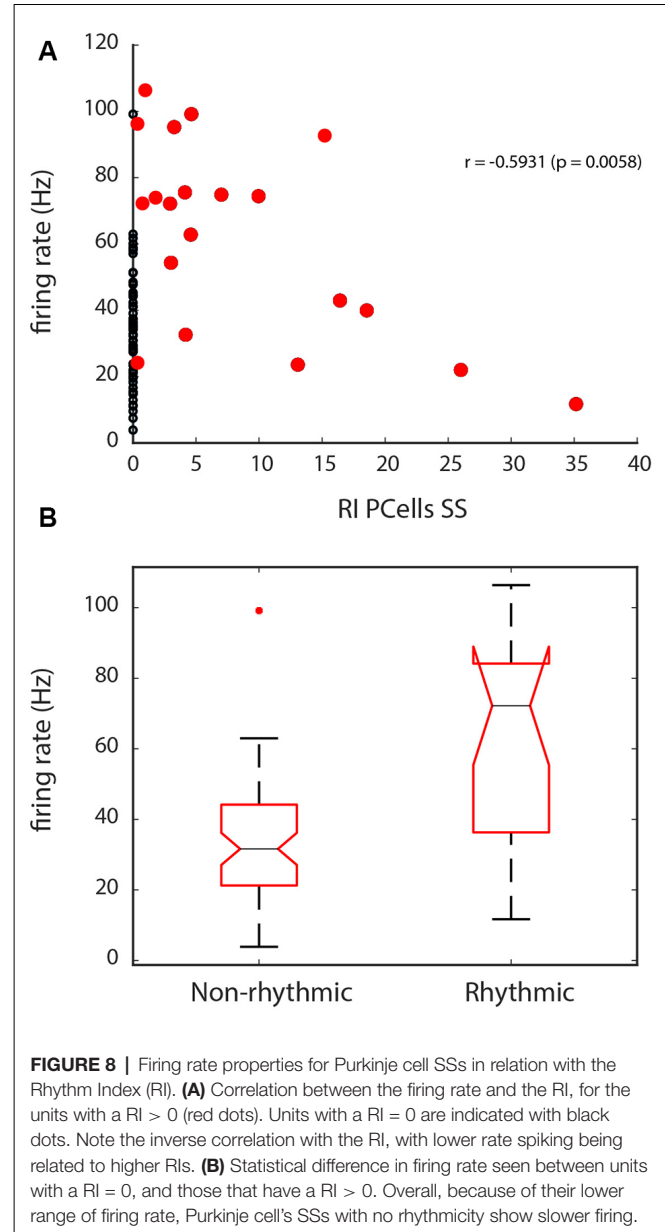 A
120
100
80
60
40
20
0
firing rate (Hz)
r = -0.5931 (p = 0.0058)
0 5 10 15 20 25 30 35 40
RI PCells SS
B
100
80
60
40
20
0
firing rate (Hz)
Non-rhythmic Rhythmic
FIGURE 8 | Firing rate properties for Purkinje cell SSs in relation with the
Rhythm Index (RI). (A) Correlation between the firing rate and the RI, for the
units with a RI > 0 (red dots). Units with a RI = 0 are indicated with black
dots. Note the inverse correlation with the RI, with lower rate spiking being
related to higher RIs. (B) Statistical difference in firing rate seen between units
with a RI = 0, and those that have a RI > 0. Overall, because of their lower
range of firing rate, Purkinje cell's SSs with no rhythmicity show slower firing.